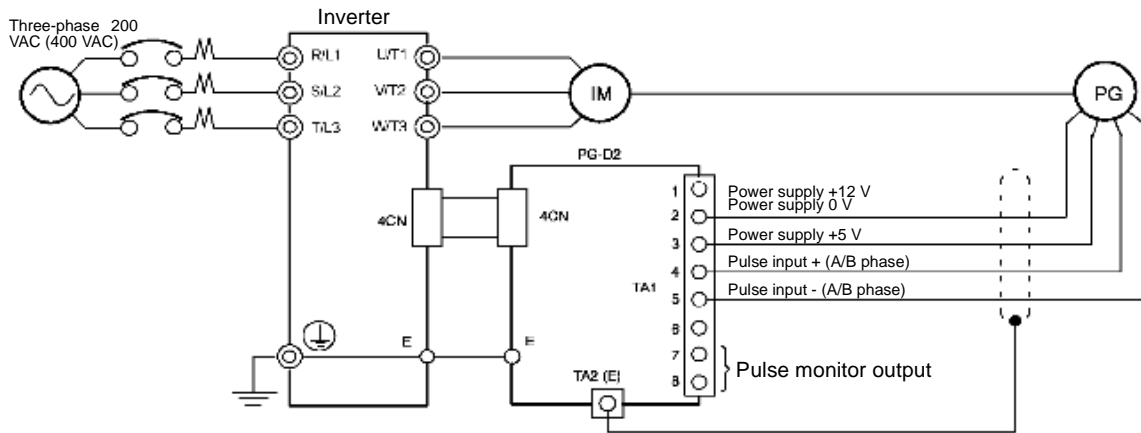 Three-phase 200
VAC (400 VAC)
Inverter
R/L1
U/T1
S/L2
V/T2
T/L3
W/T3
IM
PG
PG-D2
4CN
4CN
1
Power supply +12 V
2
Power supply 0 V
3
Power supply +5 V
4
Pulse input + (A/B phase)
TA1
5
Pulse input - (A/B phase)
6
7
8
Pulse monitor output
E
E
TA2 (E)